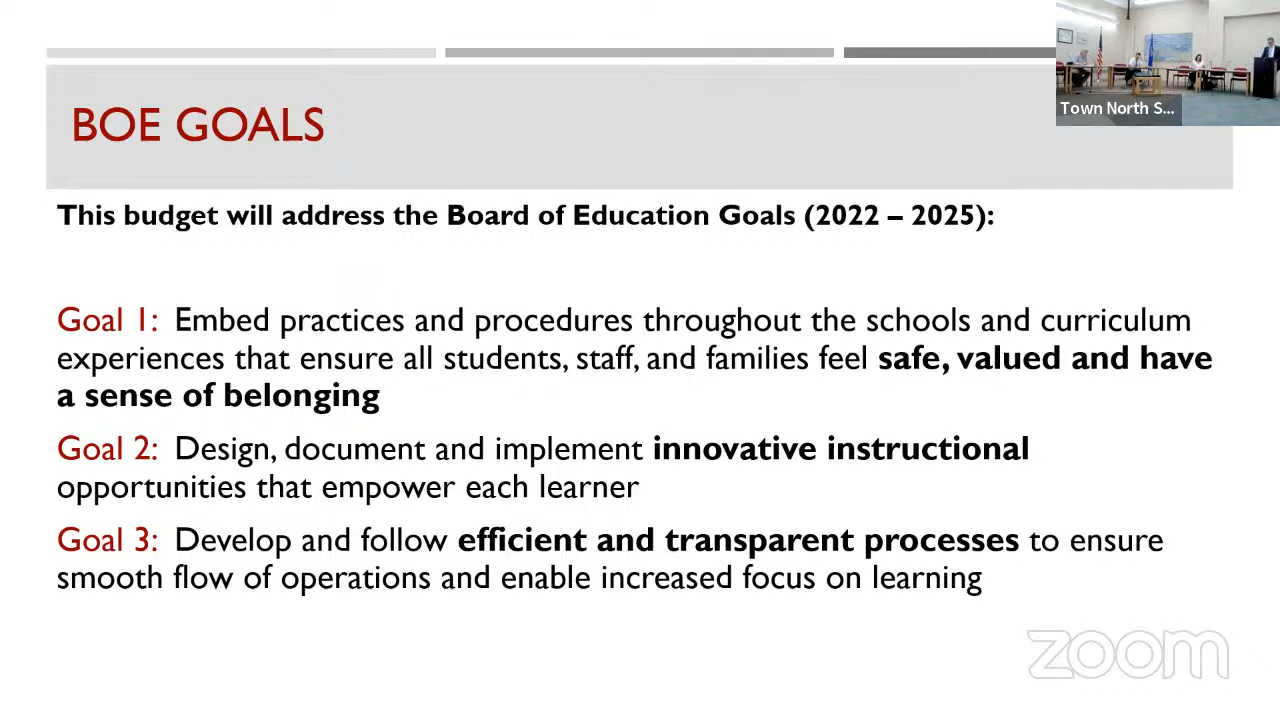 Town North S...
BOE GOALS
This budget will address the Board of Education Goals (2022 – 2025):
Goal 1: Embed practices and procedures throughout the schools and curriculum
experiences that ensure all students, staff, and families feel safe, valued and have
a sense of belonging
Goal 2: Design, document and implement innovative instructional
opportunities that empower each learner
Goal 3: Develop and follow efficient and transparent processes to ensure
smooth flow of operations and enable increased focus on learning
zoom